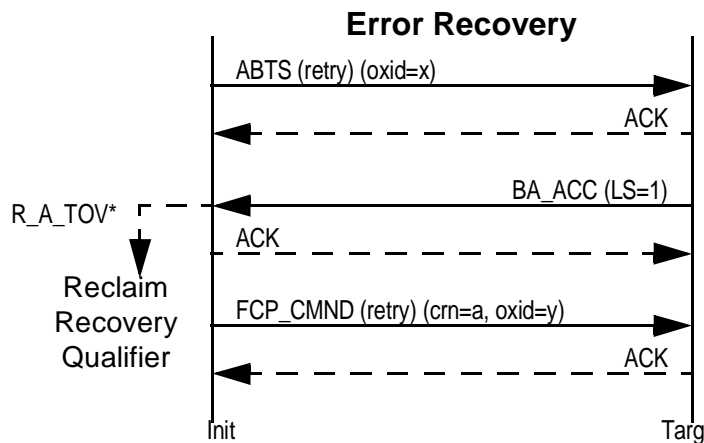 Error Recovery
ABTS (retry) (oxid=x)
ACK
BA_ACC (LS=1)
R_A_TOV*
ACK
Reclaim
Recovery
Qualifier
FCP_CMND (retry) (crn=a, oxid=y)
ACK
Init
Targ